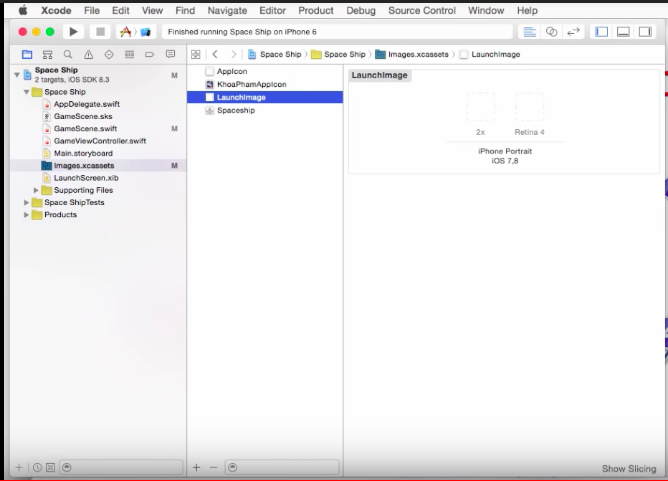 Xcode File Edit View Find Navigate Editor Product Debug Source Control Window Help
Finished running Space Ship on iPhone 6
Space Ship Space Ship Images.xcassets LaunchImage
Space Ship M
2 targets, iOS SDK 8.3
Space Ship
AppDelegate.swift
GameScene.sks
GameScene.swift M
GameViewController.swift
Main.storyboard
Images.xcassets M
LaunchScreen.xib
Supporting Files
Space ShipTests
Products
AppIcon
KhoaPhamAppIcon
LaunchImage
Spaceship
LaunchImage
2x Retina 4
iPhone Portrait
iOS 7,8
Show Slicing